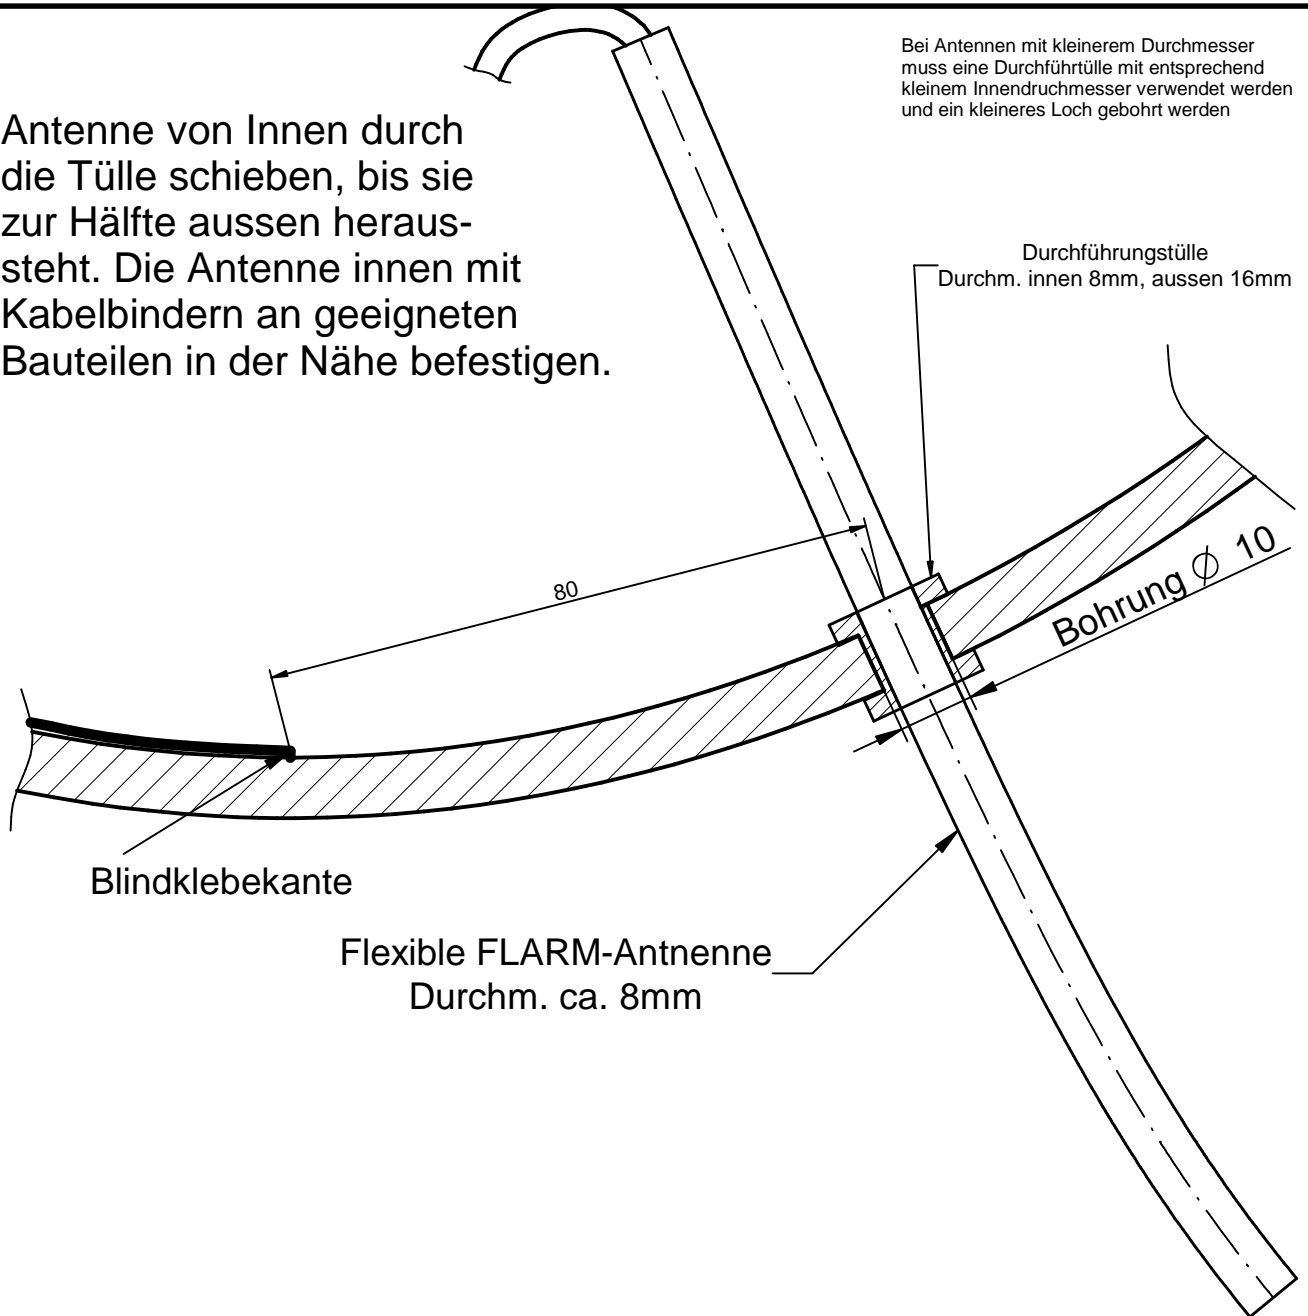 Bei Antennen mit kleinerem Durchmesser
muss eine Durchführtülle mit entsprechend
kleinem Innendruchmesser verwendet werden
und ein kleineres Loch gebohrt werden
Antenne von Innen durch
die Tülle schieben, bis sie
zur Hälfte aussen heraus-
steht. Die Antenne innen mit
Kabelbindern an geeigneten
Bauteilen in der Nähe befestigen.
Durchführungstülle
Durchm. innen 8mm, aussen 16mm
80
Bohrung ∅ 10
Blindklebekante
Flexible FLARM-Antnenne
Durchm. ca. 8mm